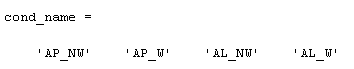 cond_name =
'AP_NW' 'AP_W' 'AL_NW' 'AL_W'